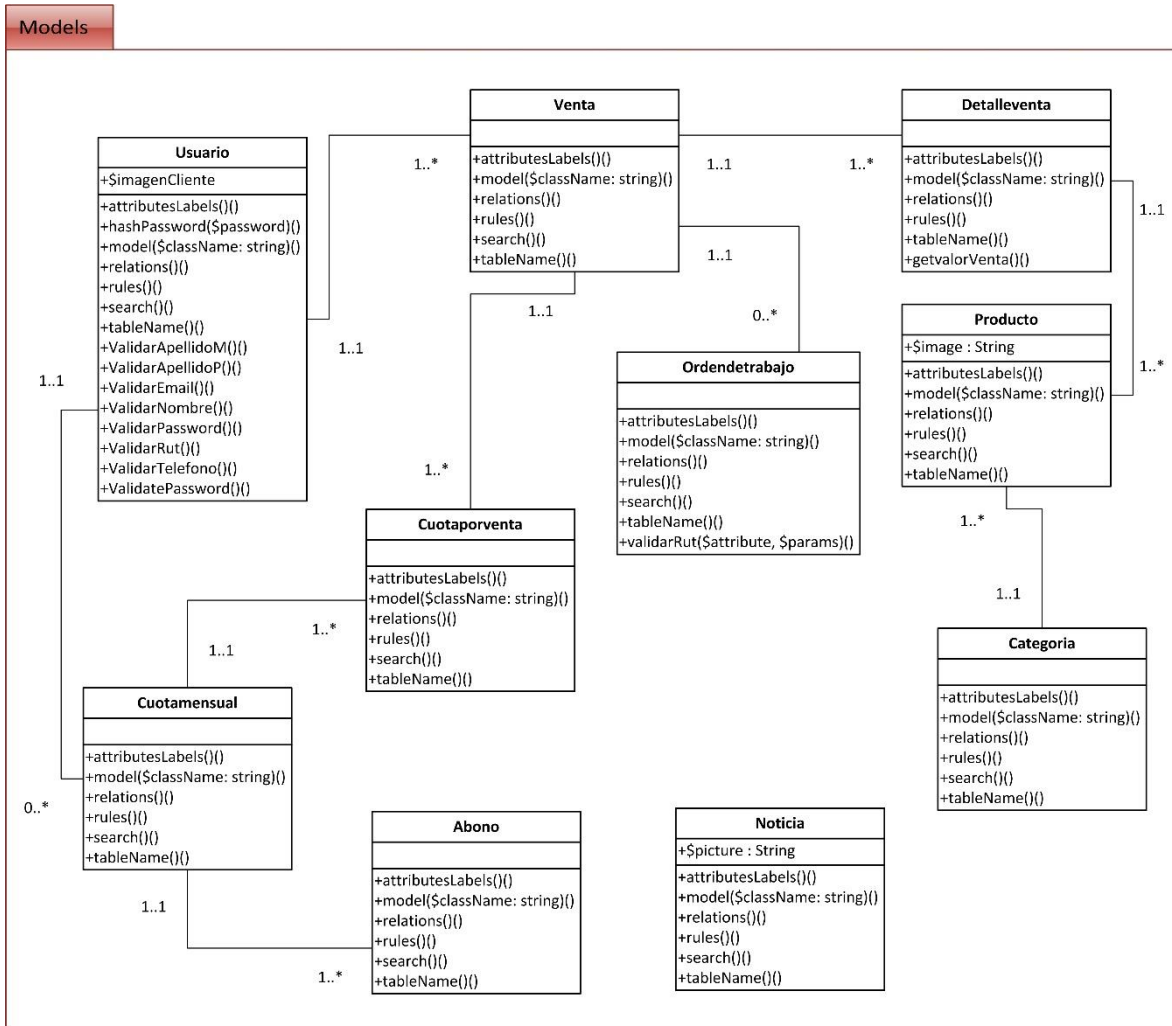 Models
Usuario
+$imagenCliente
+attributesLabels()()
+hashPassword($password)()
+model($className: string)()
+relations()()
+rules()()
+search()()
+tableName()()
+ValidarApellidoM()()
+ValidarApellidoP()()
+ValidarEmail()()
+ValidarNombre()()
+ValidarPassword()()
+ValidarRut()()
+ValidarTelefono()()
+ValidatePassword()()
1..*
1..1
Venta
+attributesLabels()()
+model($className: string)()
+relations()()
+rules()()
+search()()
+tableName()()
1..1
1..*
Detalleventa
+attributesLabels()()
+model($className: string)()
+relations()()
+rules()()
+tableName()()
+getvalorVenta()()
1..1
1..*
Producto
+$image : String
+attributesLabels()()
+model($className: string)()
+relations()()
+rules()()
+search()()
+tableName()()
1..1
0..*
Ordendetrabajo
+attributesLabels()()
+model($className: string)()
+relations()()
+rules()()
+search()()
+tableName()()
+validarRut($attribute, $params)()
1..1
1..*
Cuotaporventa
+attributesLabels()()
+model($className: string)()
+relations()()
+rules()()
+search()()
+tableName()()
1..*
1..1
Categoria
+attributesLabels()()
+model($className: string)()
+relations()()
+rules()()
+search()()
+tableName()()
1..*
1..1
1..1
0..*
Cuotamensual
+attributesLabels()()
+model($className: string)()
+relations()()
+rules()()
+search()()
+tableName()()
1..1
1..*
Abono
+attributesLabels()()
+model($className: string)()
+relations()()
+rules()()
+search()()
+tableName()()
Noticia
+$picture : String
+attributesLabels()()
+model($className: string)()
+relations()()
+rules()()
+search()()
+tableName()()